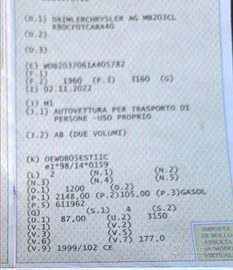 (D.1) DAIMLERCHRYSLER AG MB203CL
R80CF0TCABA40
(D.2)
(D.3)
(E) WDB2037061A405782
(F.1)
(F.2) 1960 (F.3) 3160 (G)
(I) 02.11.2022
(J) M1
(J.1) AUTOVETTURA PER TRASPORTO DI
PERSONE -USO PROPRIO
(J.2) AB (DUE VOLUMI)
(K) OEWDB05EST11C
e1*98/14*0159
(L) 2 (N.1) (N.2)
(N.3) (N.4) (N.5)
(O.1) 1200 (O.2)
(P.1) 2148,00 (P.2)105,00 (P.3)GASOL
(P.5) 611962
(Q) (S.1) 4 (S.2)
(U.1) 87,00 (U.2) 3150
(V.1) (V.2)
(V.3) (V.5)
(V.6) (V.7) 177,0
(V.9) 1999/102 CE
IMPOSTA
DI BOLLO
ASSOLTA
IN MODO
VIRTUAL